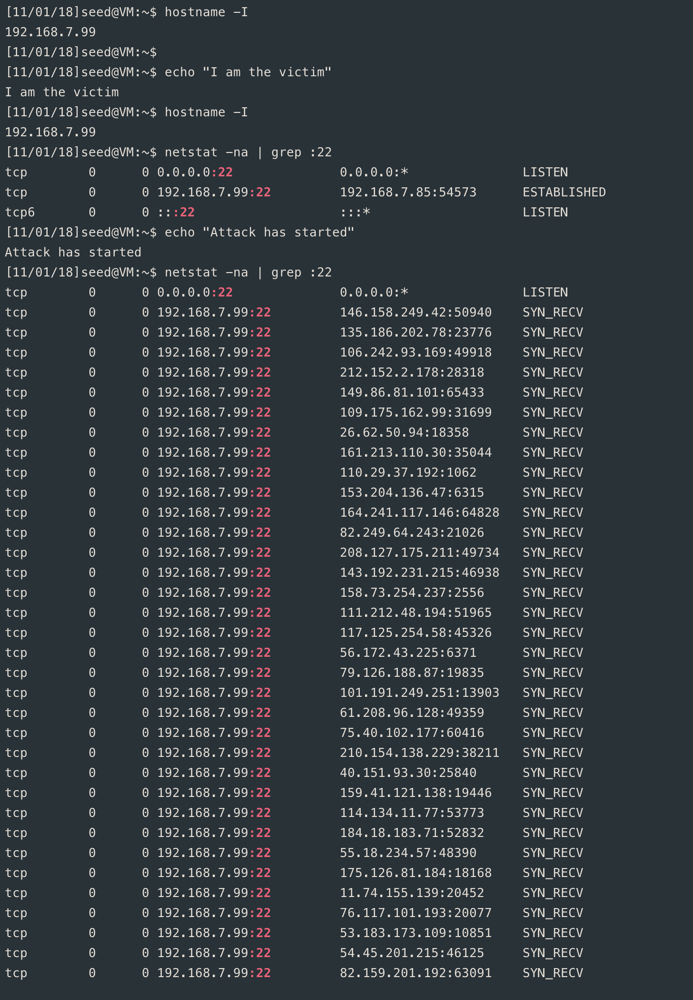 [11/01/18]seed@VM:~$ hostname -I
192.168.7.99
[11/01/18]seed@VM:~$
[11/01/18]seed@VM:~$ echo "I am the victim"
I am the victim
[11/01/18]seed@VM:~$ hostname -I
192.168.7.99
[11/01/18]seed@VM:~$ netstat -na | grep :22
tcp        0      0 0.0.0.0:22              0.0.0.0:*               LISTEN
tcp        0      0 192.168.7.99:22         192.168.7.85:54573      ESTABLISHED
tcp6       0      0 :::22                   :::*                    LISTEN
[11/01/18]seed@VM:~$ echo "Attack has started"
Attack has started
[11/01/18]seed@VM:~$ netstat -na | grep :22
tcp        0      0 0.0.0.0:22              0.0.0.0:*               LISTEN
tcp        0      0 192.168.7.99:22         146.158.249.42:50940    SYN_RECV
tcp        0      0 192.168.7.99:22         135.186.202.78:23776    SYN_RECV
tcp        0      0 192.168.7.99:22         106.242.93.169:49918    SYN_RECV
tcp        0      0 192.168.7.99:22         212.152.2.178:28318     SYN_RECV
tcp        0      0 192.168.7.99:22         149.86.81.101:65433     SYN_RECV
tcp        0      0 192.168.7.99:22         109.175.162.99:31699    SYN_RECV
tcp        0      0 192.168.7.99:22         26.62.50.94:18358       SYN_RECV
tcp        0      0 192.168.7.99:22         161.213.110.30:35044    SYN_RECV
tcp        0      0 192.168.7.99:22         110.29.37.192:1062      SYN_RECV
tcp        0      0 192.168.7.99:22         153.204.136.47:6315     SYN_RECV
tcp        0      0 192.168.7.99:22         164.241.117.146:64828   SYN_RECV
tcp        0      0 192.168.7.99:22         82.249.64.243:21026     SYN_RECV
tcp        0      0 192.168.7.99:22         208.127.175.211:49734   SYN_RECV
tcp        0      0 192.168.7.99:22         143.192.231.215:46938   SYN_RECV
tcp        0      0 192.168.7.99:22         158.73.254.237:2556     SYN_RECV
tcp        0      0 192.168.7.99:22         111.212.48.194:51965    SYN_RECV
tcp        0      0 192.168.7.99:22         117.125.254.58:45326    SYN_RECV
tcp        0      0 192.168.7.99:22         56.172.43.225:6371      SYN_RECV
tcp        0      0 192.168.7.99:22         79.126.188.87:19835     SYN_RECV
tcp        0      0 192.168.7.99:22         101.191.249.251:13903   SYN_RECV
tcp        0      0 192.168.7.99:22         61.208.96.128:49359     SYN_RECV
tcp        0      0 192.168.7.99:22         75.40.102.177:60416     SYN_RECV
tcp        0      0 192.168.7.99:22         210.154.138.229:38211   SYN_RECV
tcp        0      0 192.168.7.99:22         40.151.93.30:25840      SYN_RECV
tcp        0      0 192.168.7.99:22         159.41.121.138:19446    SYN_RECV
tcp        0      0 192.168.7.99:22         114.134.11.77:53773     SYN_RECV
tcp        0      0 192.168.7.99:22         184.18.183.71:52832     SYN_RECV
tcp        0      0 192.168.7.99:22         55.18.234.57:48390      SYN_RECV
tcp        0      0 192.168.7.99:22         175.126.81.184:18168    SYN_RECV
tcp        0      0 192.168.7.99:22         11.74.155.139:20452     SYN_RECV
tcp        0      0 192.168.7.99:22         76.117.101.193:20077    SYN_RECV
tcp        0      0 192.168.7.99:22         53.183.173.109:10851    SYN_RECV
tcp        0      0 192.168.7.99:22         54.45.201.215:46125     SYN_RECV
tcp        0      0 192.168.7.99:22         82.159.201.192:63091    SYN_RECV